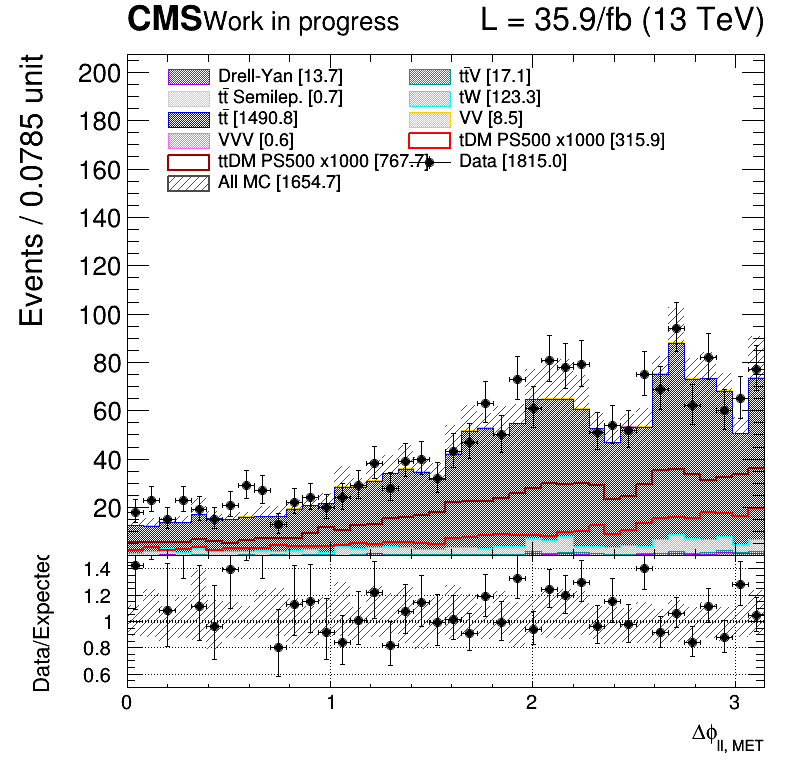 CMS Work in progress L = 35.9/fb (13 TeV)
Events / 0.0785 unit
200
180
160
140
120
100
80
60
40
20
Drell-Yan [13.7]
tt̄ Semilep. [0.7]
tt̄ [1490.8]
VVV [0.6]
ttDM PS500 x1000 [767.7]
All MC [1654.7]
tt̄V [17.1]
tW [123.3]
VV [8.5]
tDM PS500 x1000 [315.9]
Data [1815.0]
Data/Expected
1.4
1.2
1
0.8
0.6
0 1 2 3
Δϕll, MET